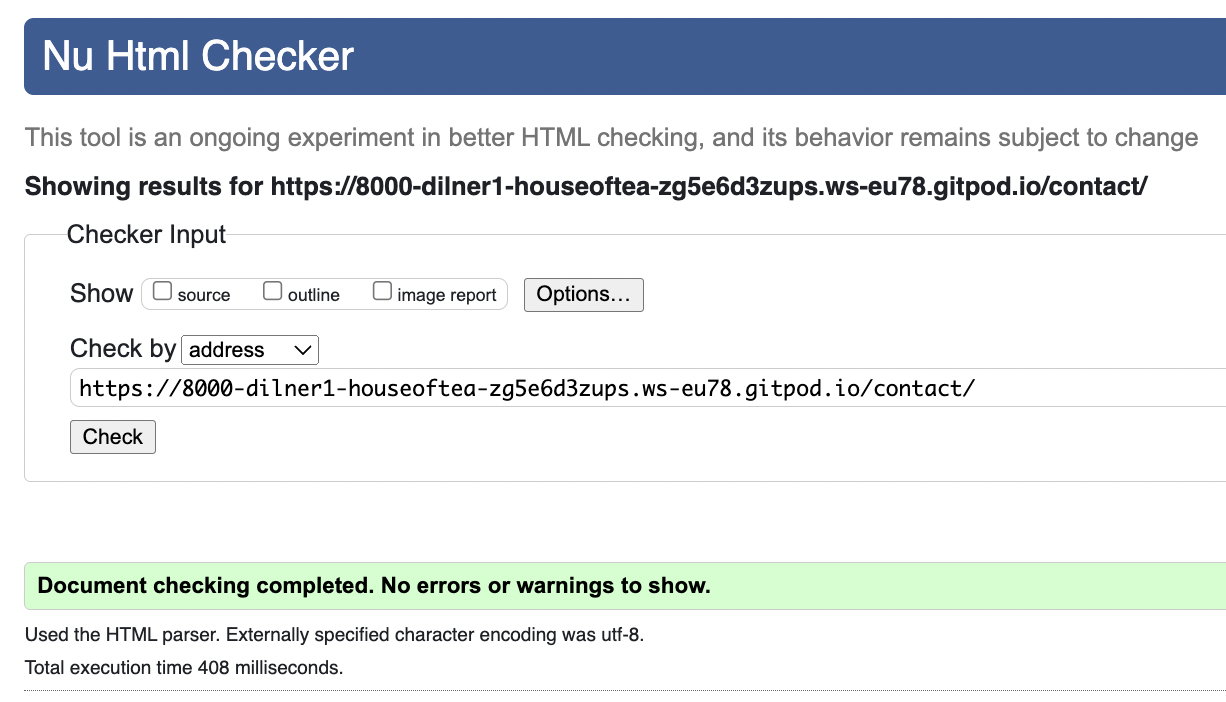 Nu Html Checker
This tool is an ongoing experiment in better HTML checking, and its behavior remains subject to change
Showing results for https://8000-dilner1-houseoftea-zg5e6d3zups.ws-eu78.gitpod.io/contact/
Checker Input
Show source outline image report Options...
Check by address
https://8000-dilner1-houseoftea-zg5e6d3zups.ws-eu78.gitpod.io/contact/
Check
Document checking completed. No errors or warnings to show.
Used the HTML parser. Externally specified character encoding was utf-8.
Total execution time 408 milliseconds.